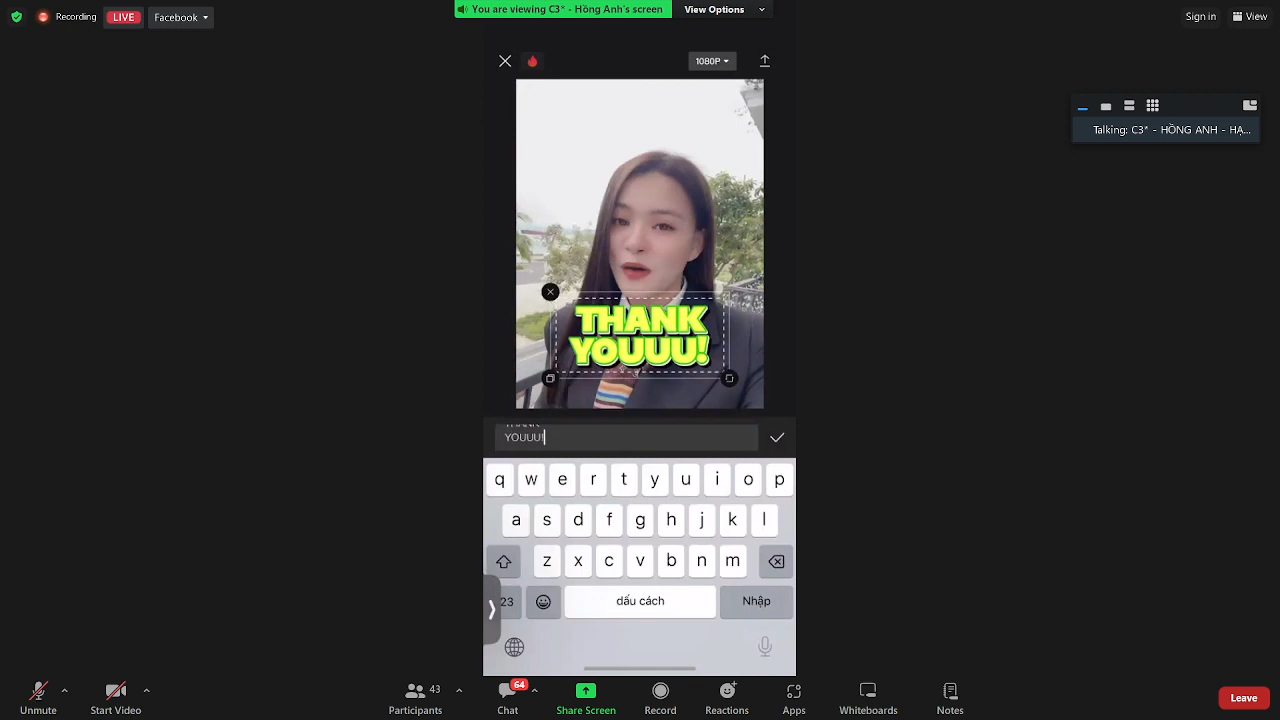 Recording
LIVE
Facebook
You are viewing C3* - Hồng Anh's screen
View Options
Sign in
View
1080P
Talking: C3* - HỒNG ANH - HẠ...
THANK
YOUUU!
THANK
YOUUU!
q w e r t y u i o p
a s d f g h j k l
z x c v b n m
23
dấu cách
Nhập
Unmute
Start Video
43
Participants
64
Chat
Share Screen
Record
Reactions
Apps
Whiteboards
Notes
Leave